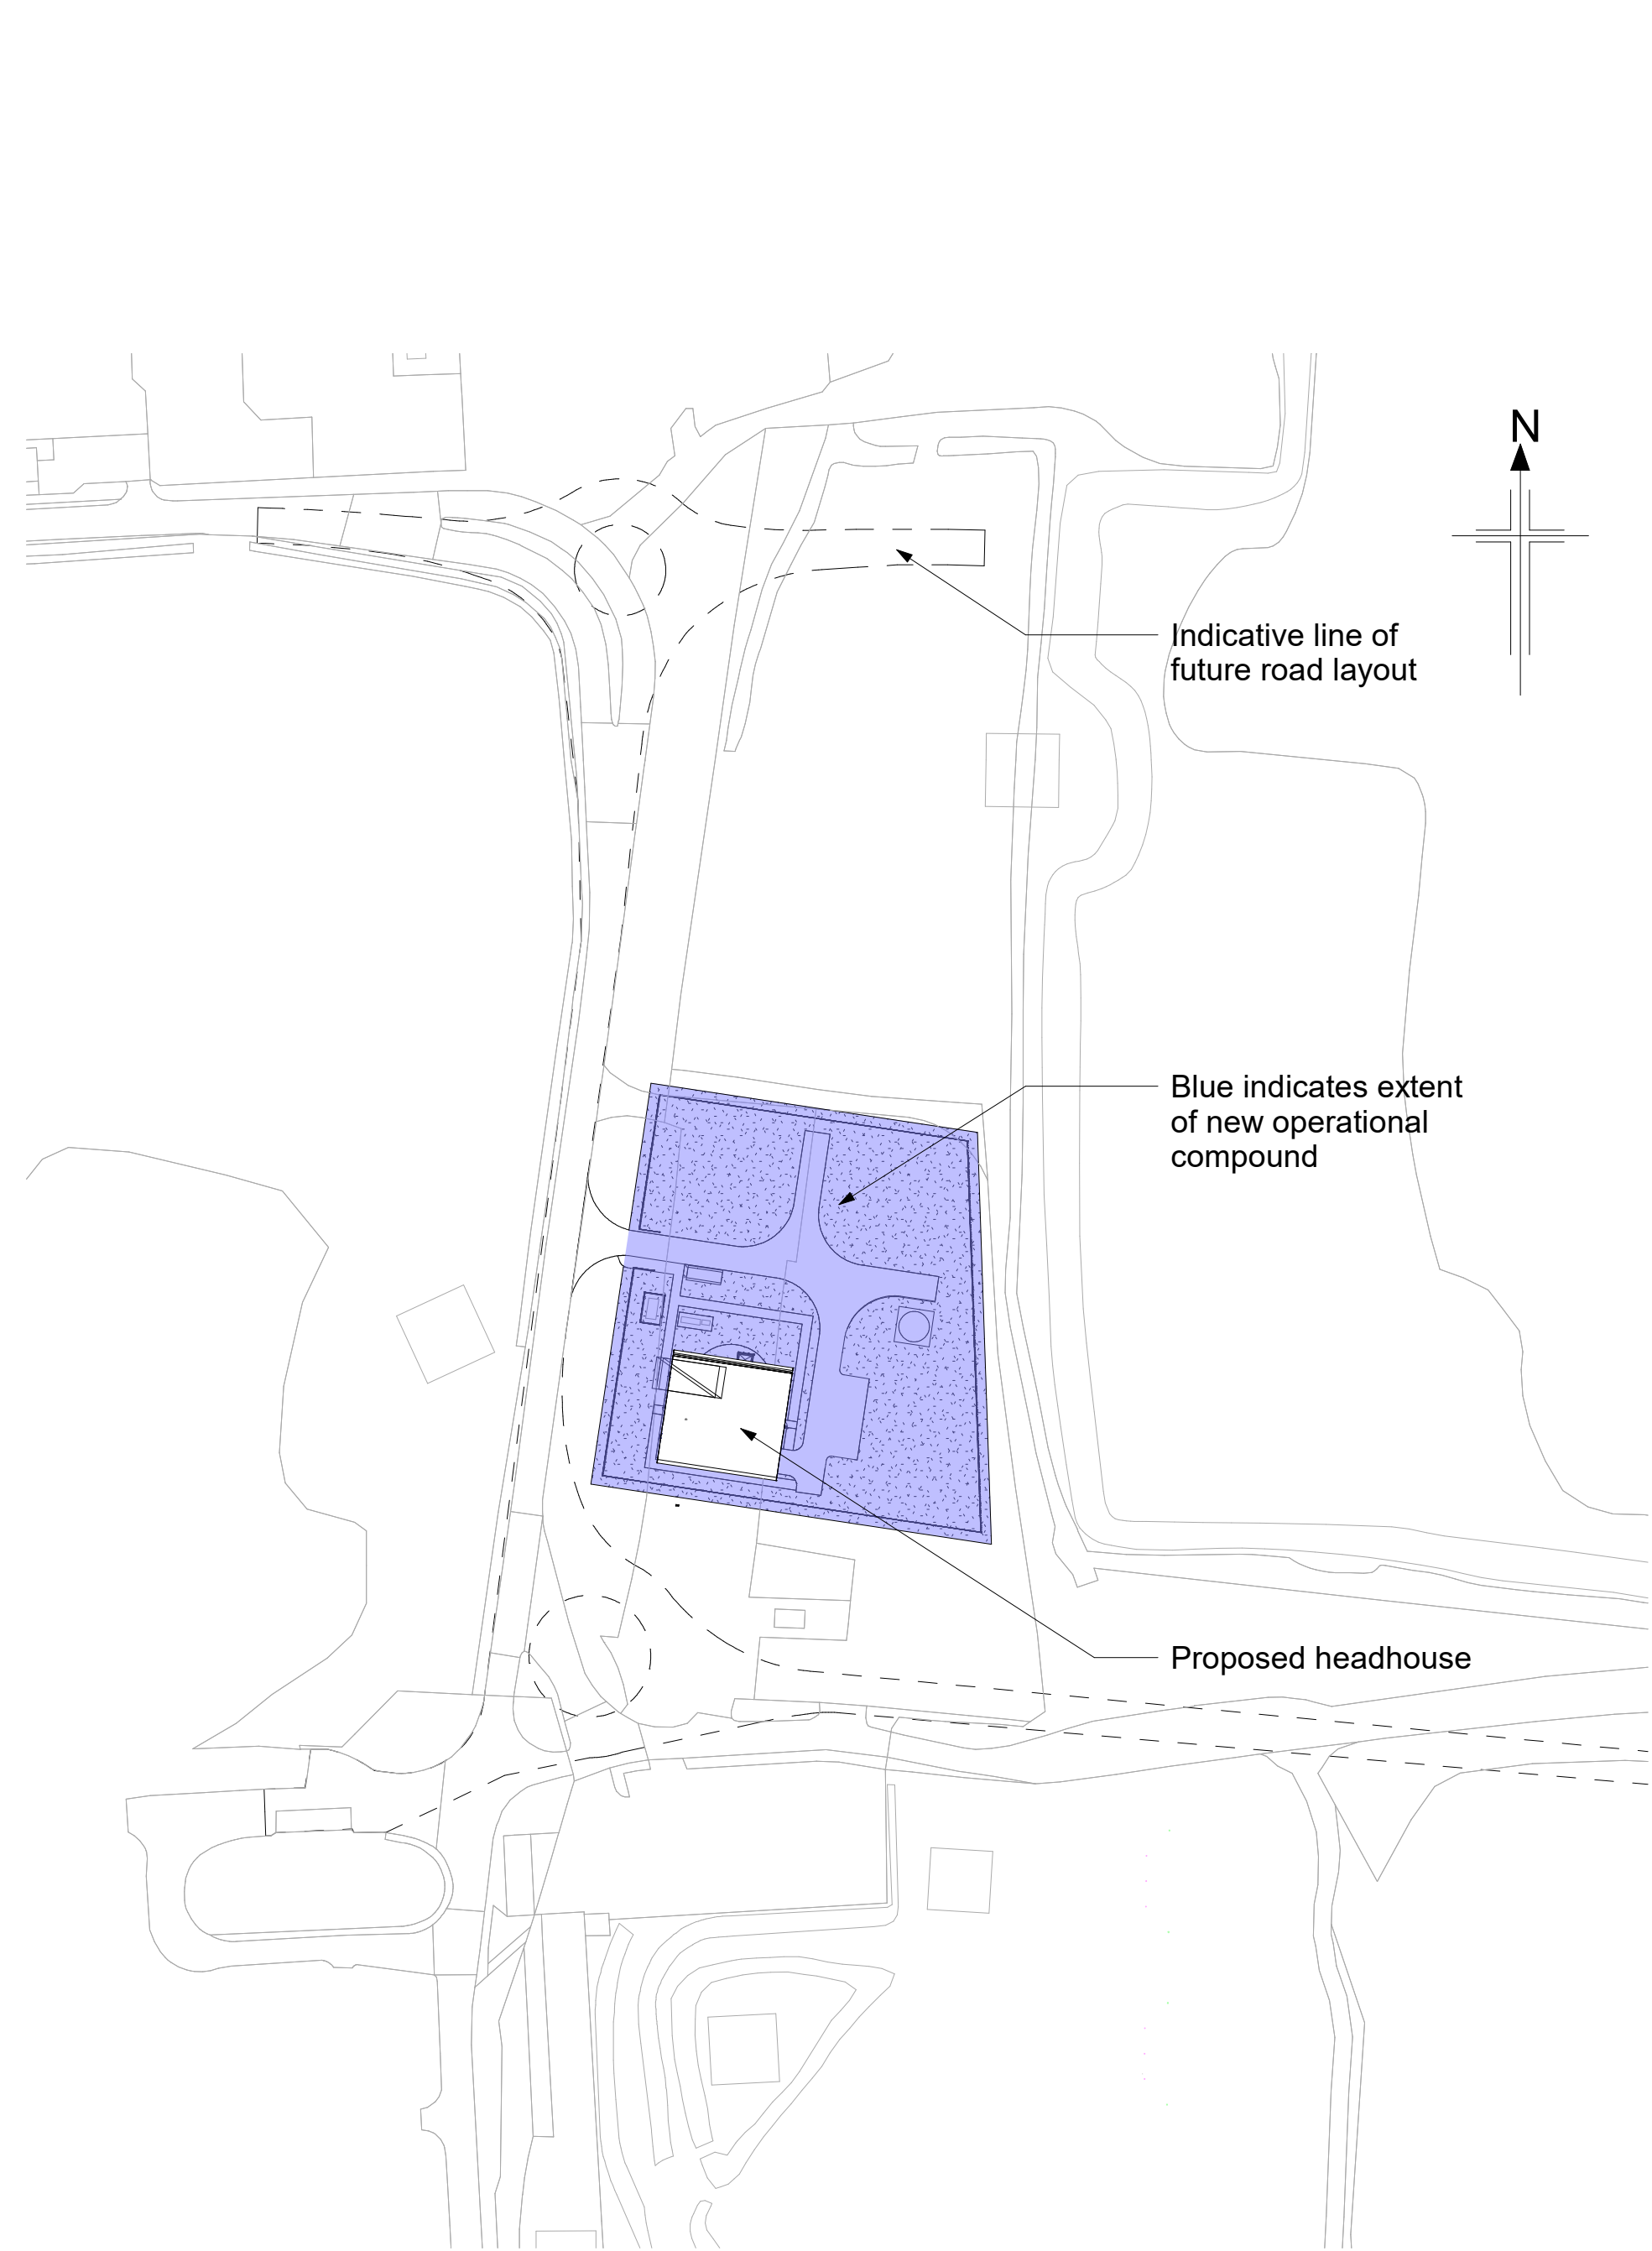 N
Indicative line of
future road layout
Blue indicates extent
of new operational
compound
Proposed headhouse